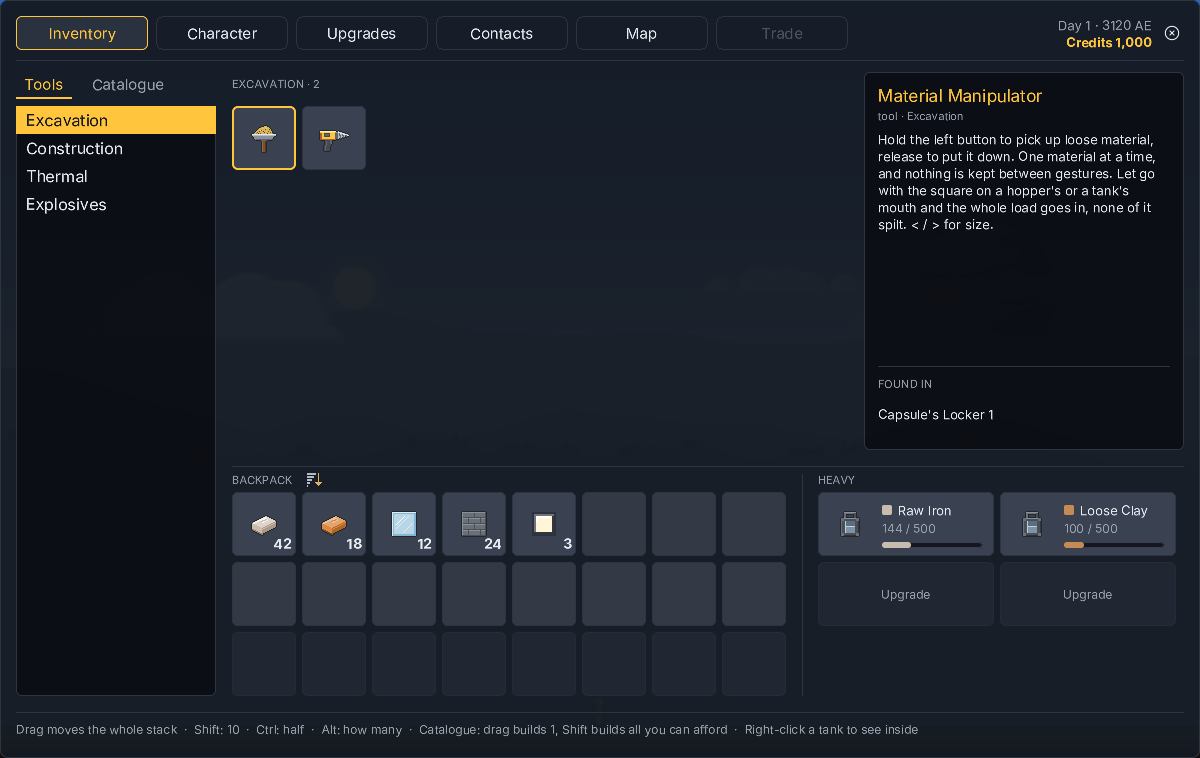 Inventory
Character
Upgrades
Contacts
Map
Trade
Day 1 · 3120 AE
Credits 1,000
Tools
Catalogue
Excavation
Construction
Thermal
Explosives
EXCAVATION · 2
Material Manipulator
tool · Excavation
Hold the left button to pick up loose material,
release to put it down. One material at a time,
and nothing is kept between gestures. Let go
with the square on a hopper's or a tank's
mouth and the whole load goes in, none of it
spilt. < / > for size.
FOUND IN
Capsule's Locker 1
BACKPACK
42
18
12
24
3
HEAVY
Raw Iron
144 / 500
Loose Clay
100 / 500
Upgrade
Upgrade
Drag moves the whole stack · Shift: 10 · Ctrl: half · Alt: how many · Catalogue: drag builds 1, Shift builds all you can afford · Right-click a tank to see inside